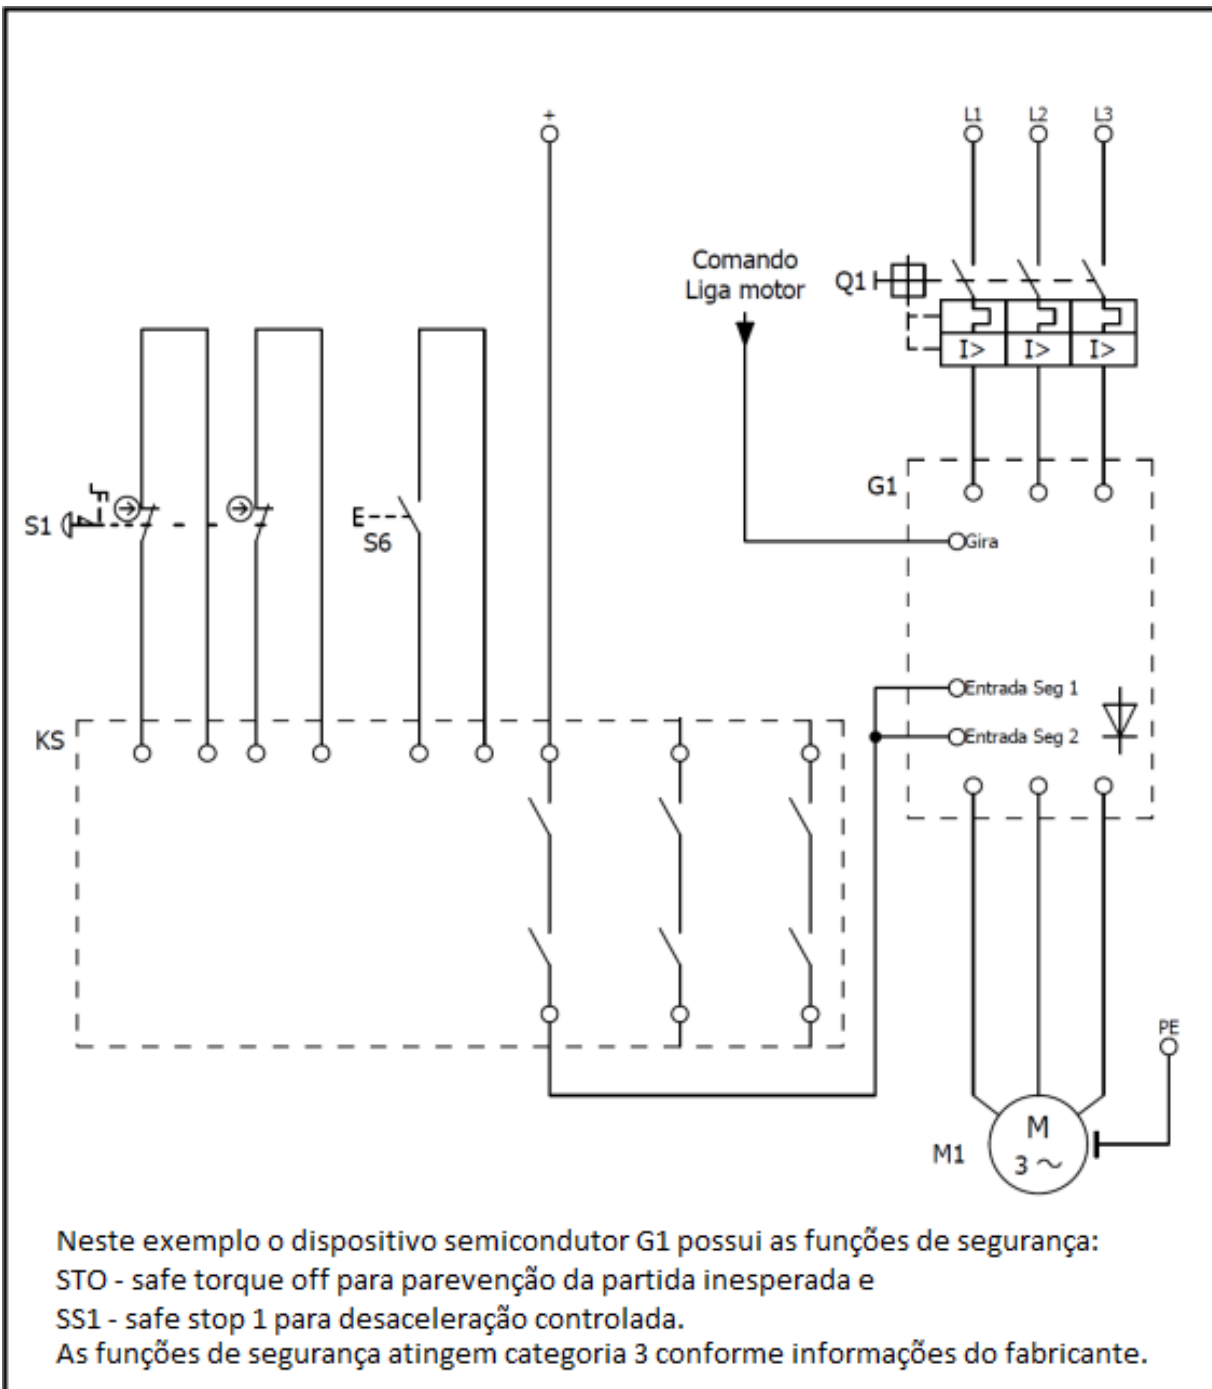 +
L1 L2 L3
Comando
Liga motor
Q1
I> I> I>
G1
S1
E
S6
Gira
Entrada Seg 1
KS
Entrada Seg 2
PE
M
M1
3 ~
Neste exemplo o dispositivo semicondutor G1 possui as funções de segurança:
STO - safe torque off para parevenção da partida inesperada e
SS1 - safe stop 1 para desaceleração controlada.
As funções de segurança atingem categoria 3 conforme informações do fabricante.